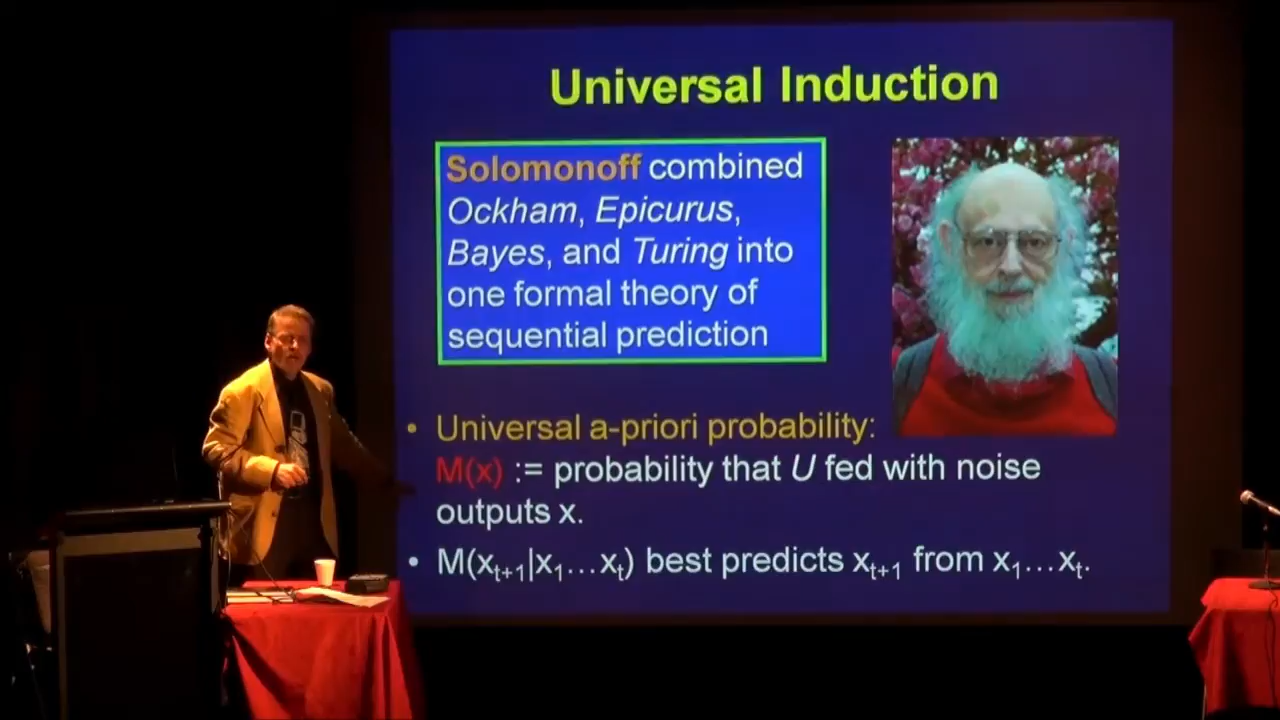 Universal Induction
Solomonoff combined
Ockham, Epicurus,
Bayes, and Turing into
one formal theory of
sequential prediction
• Universal a-priori probability:
M(x) := probability that U fed with noise
outputs x.
• M(xₜ₊₁|x₁…xₜ) best predicts xₜ₊₁ from x₁…xₜ.